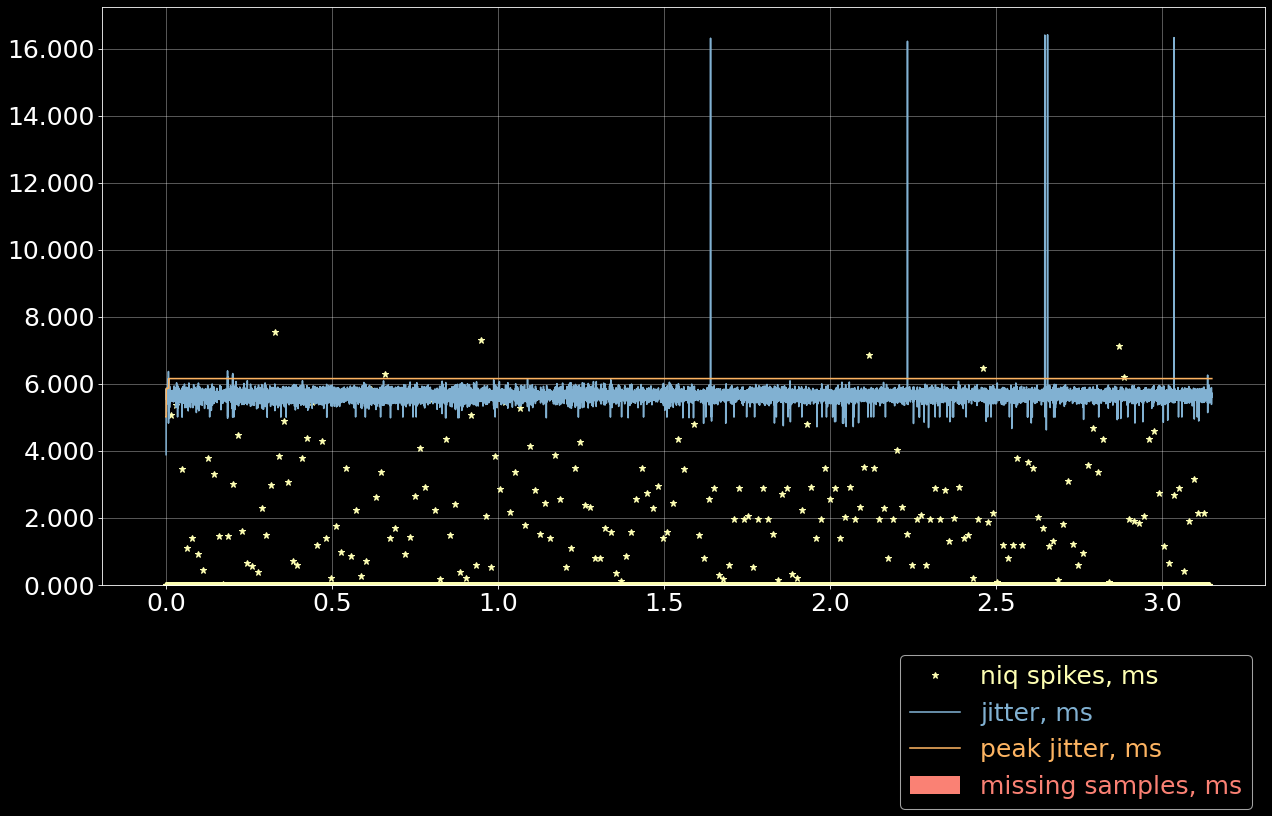 16.000
14.000
12.000
10.000
8.000
6.000
4.000
2.000
0.000
0.0 0.5 1.0 1.5 2.0 2.5 3.0
niq spikes, ms
jitter, ms
peak jitter, ms
missing samples, ms